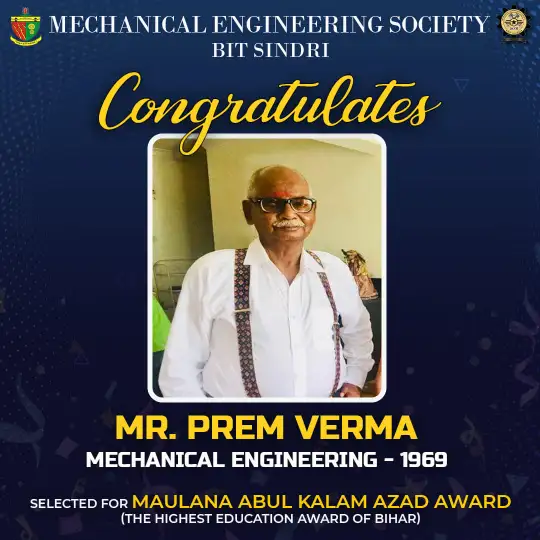 MECHANICAL ENGINEERING SOCIETY
BIT SINDRI
Congratulates
MR. PREM VERMA
MECHANICAL ENGINEERING - 1969
SELECTED FOR MAULANA ABUL KALAM AZAD AWARD
(THE HIGHEST EDUCATION AWARD OF BIHAR)